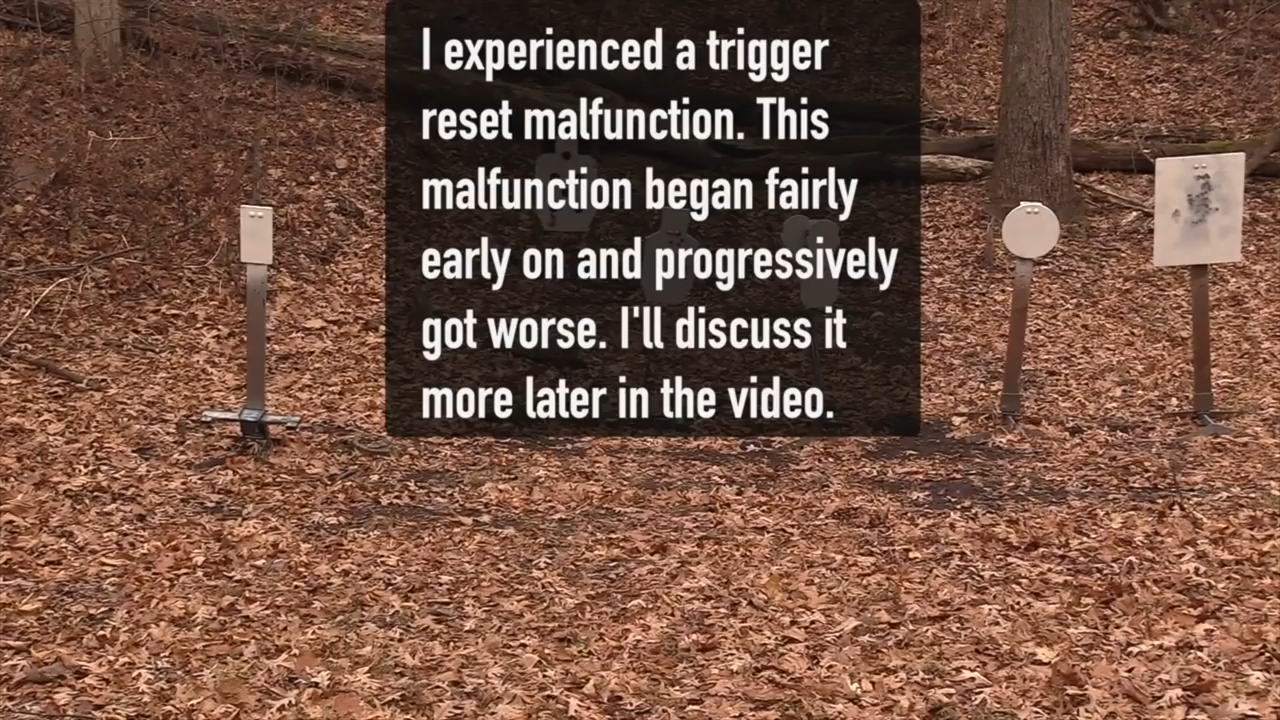 I experienced a trigger
reset malfunction. This
malfunction began fairly
early on and progressively
got worse. I'll discuss it
more later in the video.